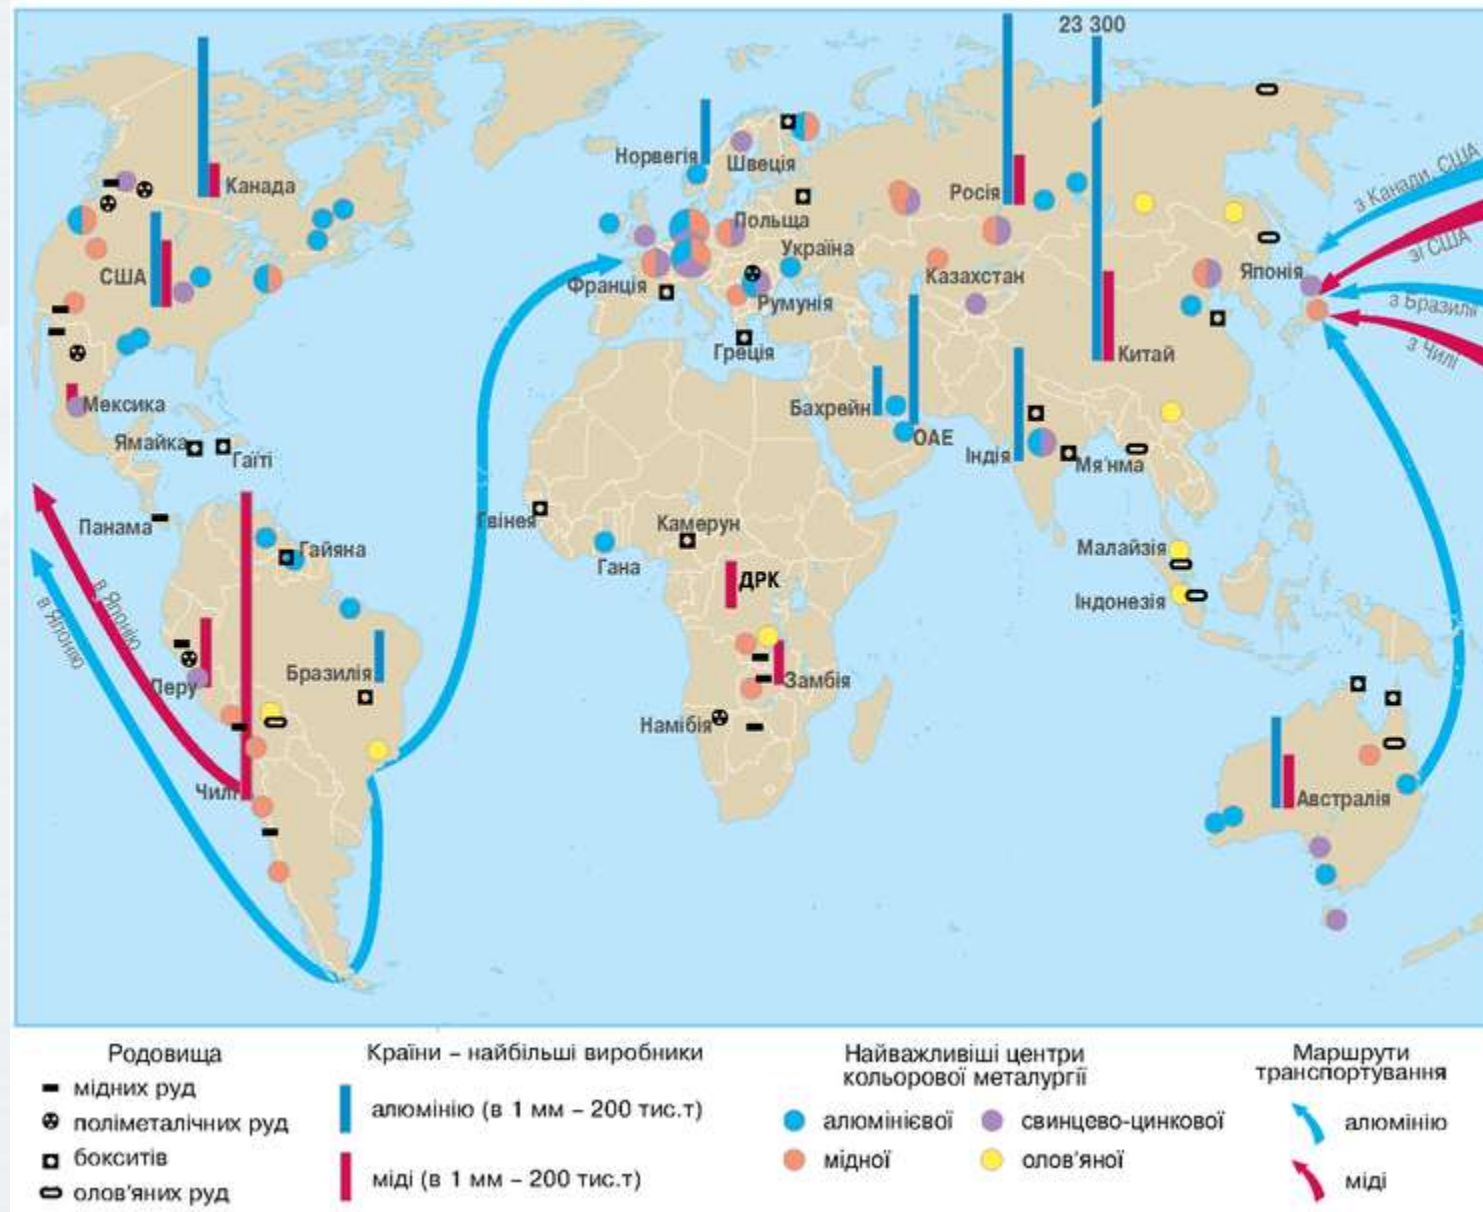 23 300
з Канади, США
зі США
з Бразилії
з Чилі
Норвегія
Швеція
Росія
Канада
Польща
Україна
США
Франція
Румунія
Казахстан
Японія
Греція
Китай
Мексика
Бахрейн
ОАЕ
Індія
М'янма
Ямайка
Гаїті
Панама
Гвінея
Камерун
Гайяна
Гана
ДРК
Малайзія
Індонезія
в Японію
в Японію
Бразилія
Перу
Замбія
Намібія
Чилі
Австралія
Родовища
мідних руд
поліметалічних руд
бокситів
олов'яних руд
Країни – найбільші виробники
алюмінію (в 1 мм – 200 тис.т)
міді (в 1 мм – 200 тис.т)
Найважливіші центри
кольорової металургії
алюмінієвої
мідної
свинцево-цинкової
олов'яної
Маршрути
транспортування
алюмінію
міді